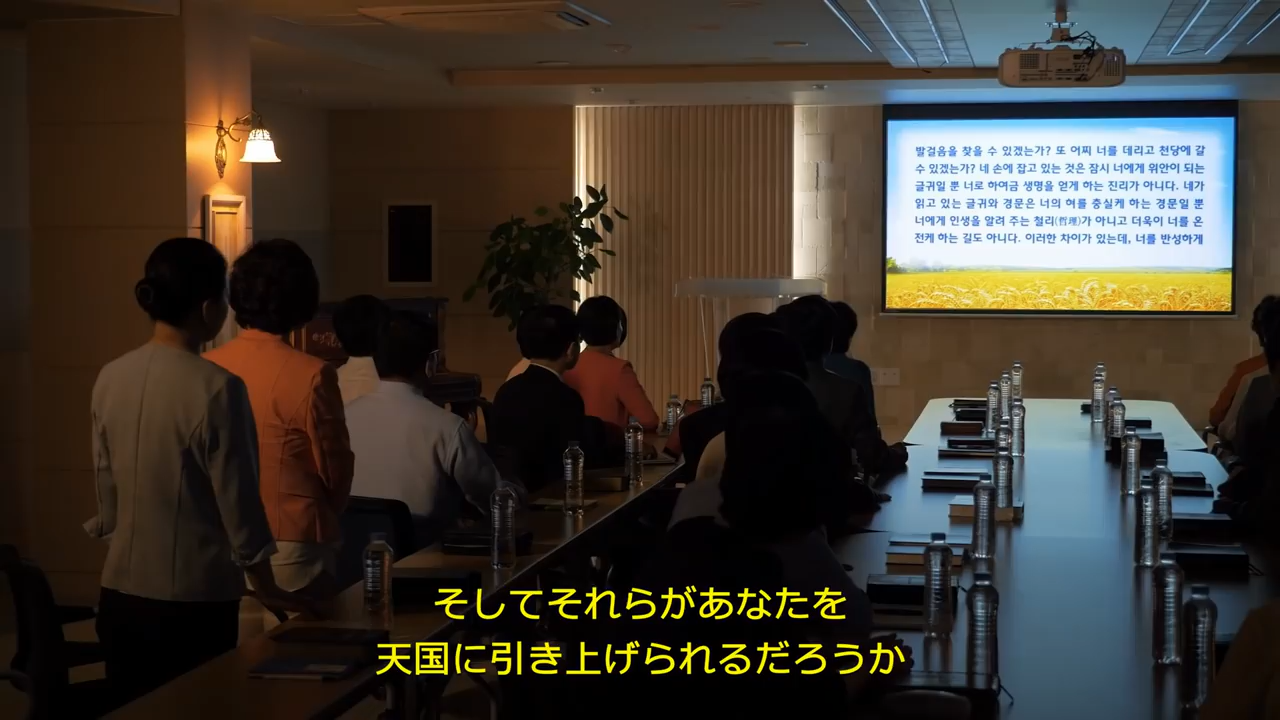 발걸음을 찾을 수 있겠는가? 또 어찌 너를 데리고 천당에 갈
수 있겠는가? 네 손에 잡고 있는 것은 잠시 너에게 위안이 되는
글귀일 뿐 너로 하여금 생명을 얻게 하는 진리가 아니다. 네가
읽고 있는 글귀와 경문은 너의 혀를 충실케 하는 경문일 뿐
너에게 인생을 알려 주는 철리(哲理)가 아니고 더욱이 너를 온
전케 하는 길도 아니다. 이러한 차이가 있는데, 너를 반성하게
そしてそれらがあなたを
天国に引き上げられるだろうか